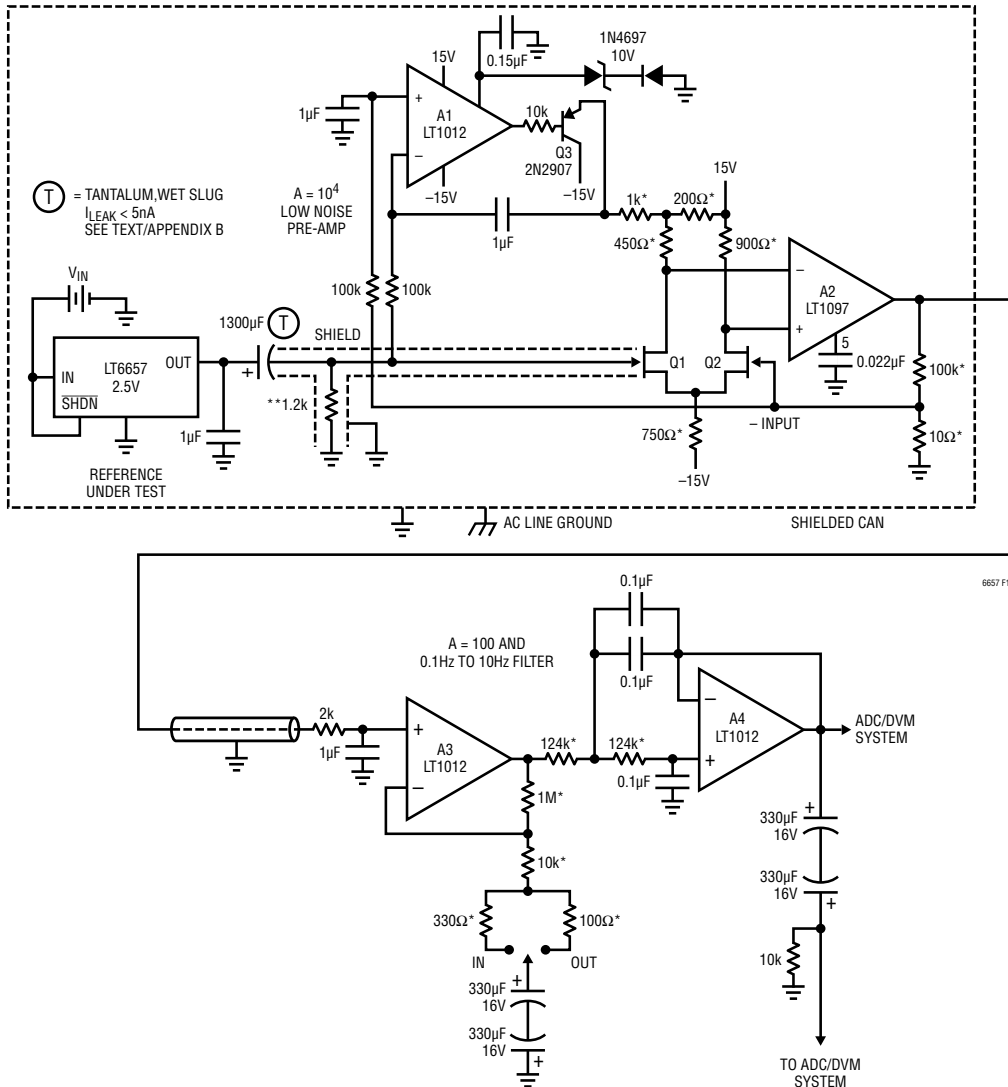 0.15µF
1N4697
10V
15V
1µF
+
A1
LT1012
–
–15V
10k
Q3
2N2907
–15V
T = TANTALUM,WET SLUG
ILEAK < 5nA
SEE TEXT/APPENDIX B
A = 10⁴
LOW NOISE
PRE-AMP
1µF
1k*
200Ω*
15V
450Ω*
900Ω*
–
A2
LT1097
+
5
0.022µF
100k*
VIN
100k
100k
1300µF
T
SHIELD
+
LT6657
2.5V
IN
OUT
SHDN
1µF
**1.2k
Q1
Q2
750Ω*
– INPUT
10Ω*
–15V
REFERENCE
UNDER TEST
AC LINE GROUND
SHIELDED CAN
6657 F1
0.1µF
0.1µF
A = 100 AND
0.1Hz TO 10Hz FILTER
2k
1µF
+
A3
LT1012
–
124k*
124k*
0.1µF
–
A4
LT1012
+
ADC/DVM
SYSTEM
1M*
10k*
330Ω*
100Ω*
IN
OUT
+
330µF
16V
330µF
16V
+
+
330µF
16V
330µF
16V
+
10k
TO ADC/DVM
SYSTEM